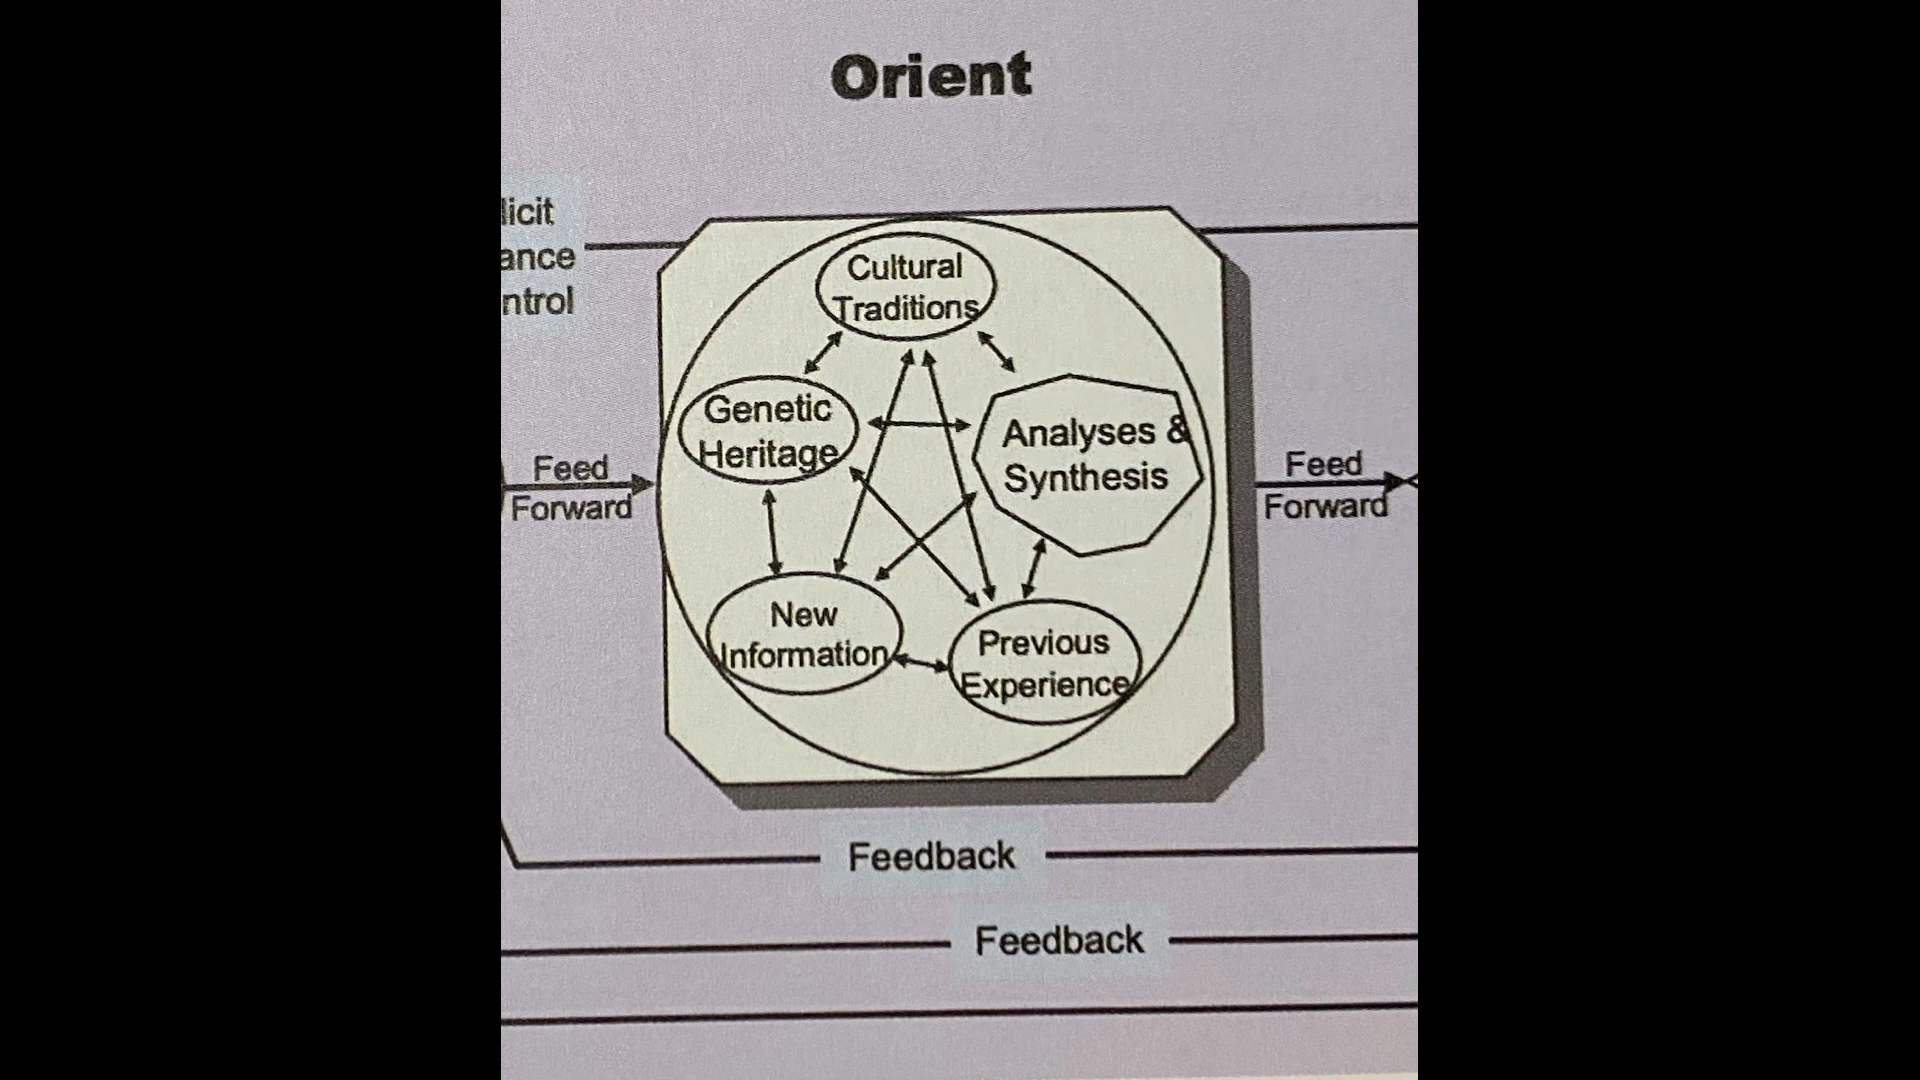 Orient
licit
ance
ntrol
Cultural
Traditions
Genetic
Heritage
Analyses &
Synthesis
Feed
Forward
Feed
Forward
New
Information
Previous
Experience
Feedback
Feedback